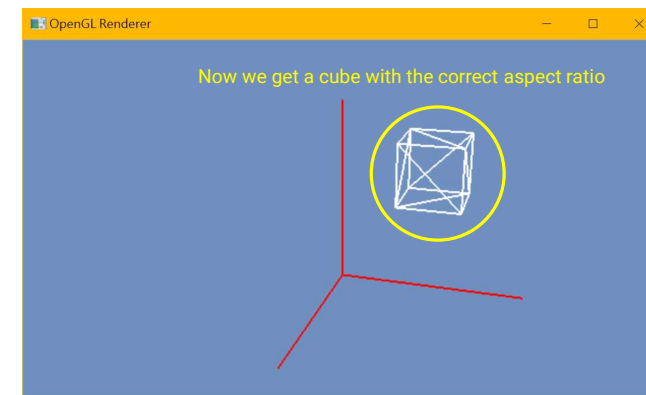 OpenGL Renderer
Now we get a cube with the correct aspect ratio